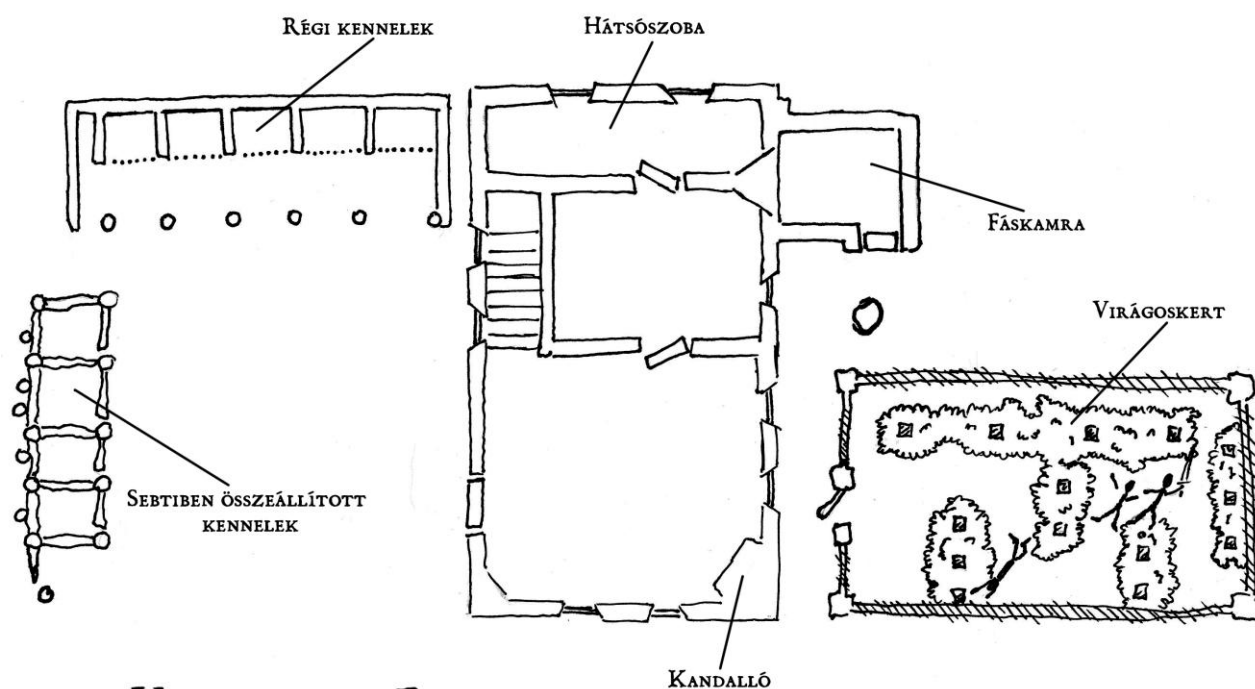 Régi kennelek
Hátsószoba
Fáskamra
Virágoskert
Sebtiben összeállított
kennelek
Kandalló